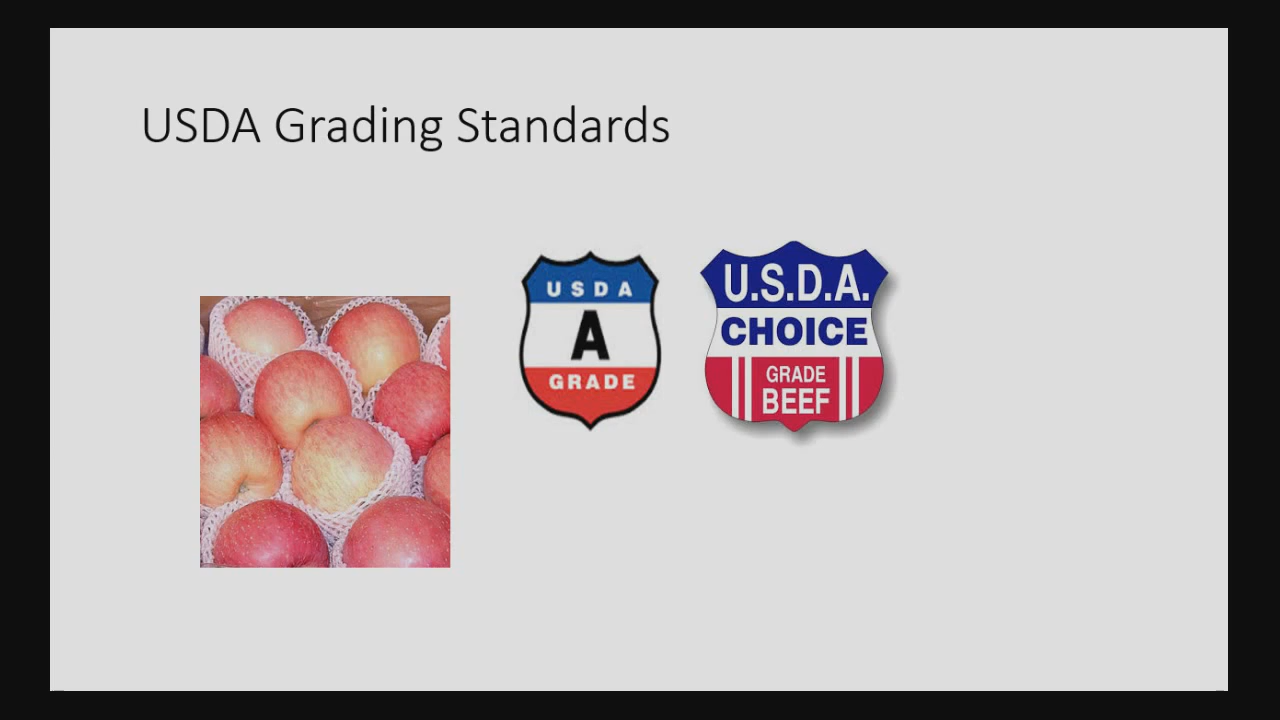 USDA Grading Standards
USDA
A
GRADE
U.S.D.A.
CHOICE
GRADE
BEEF